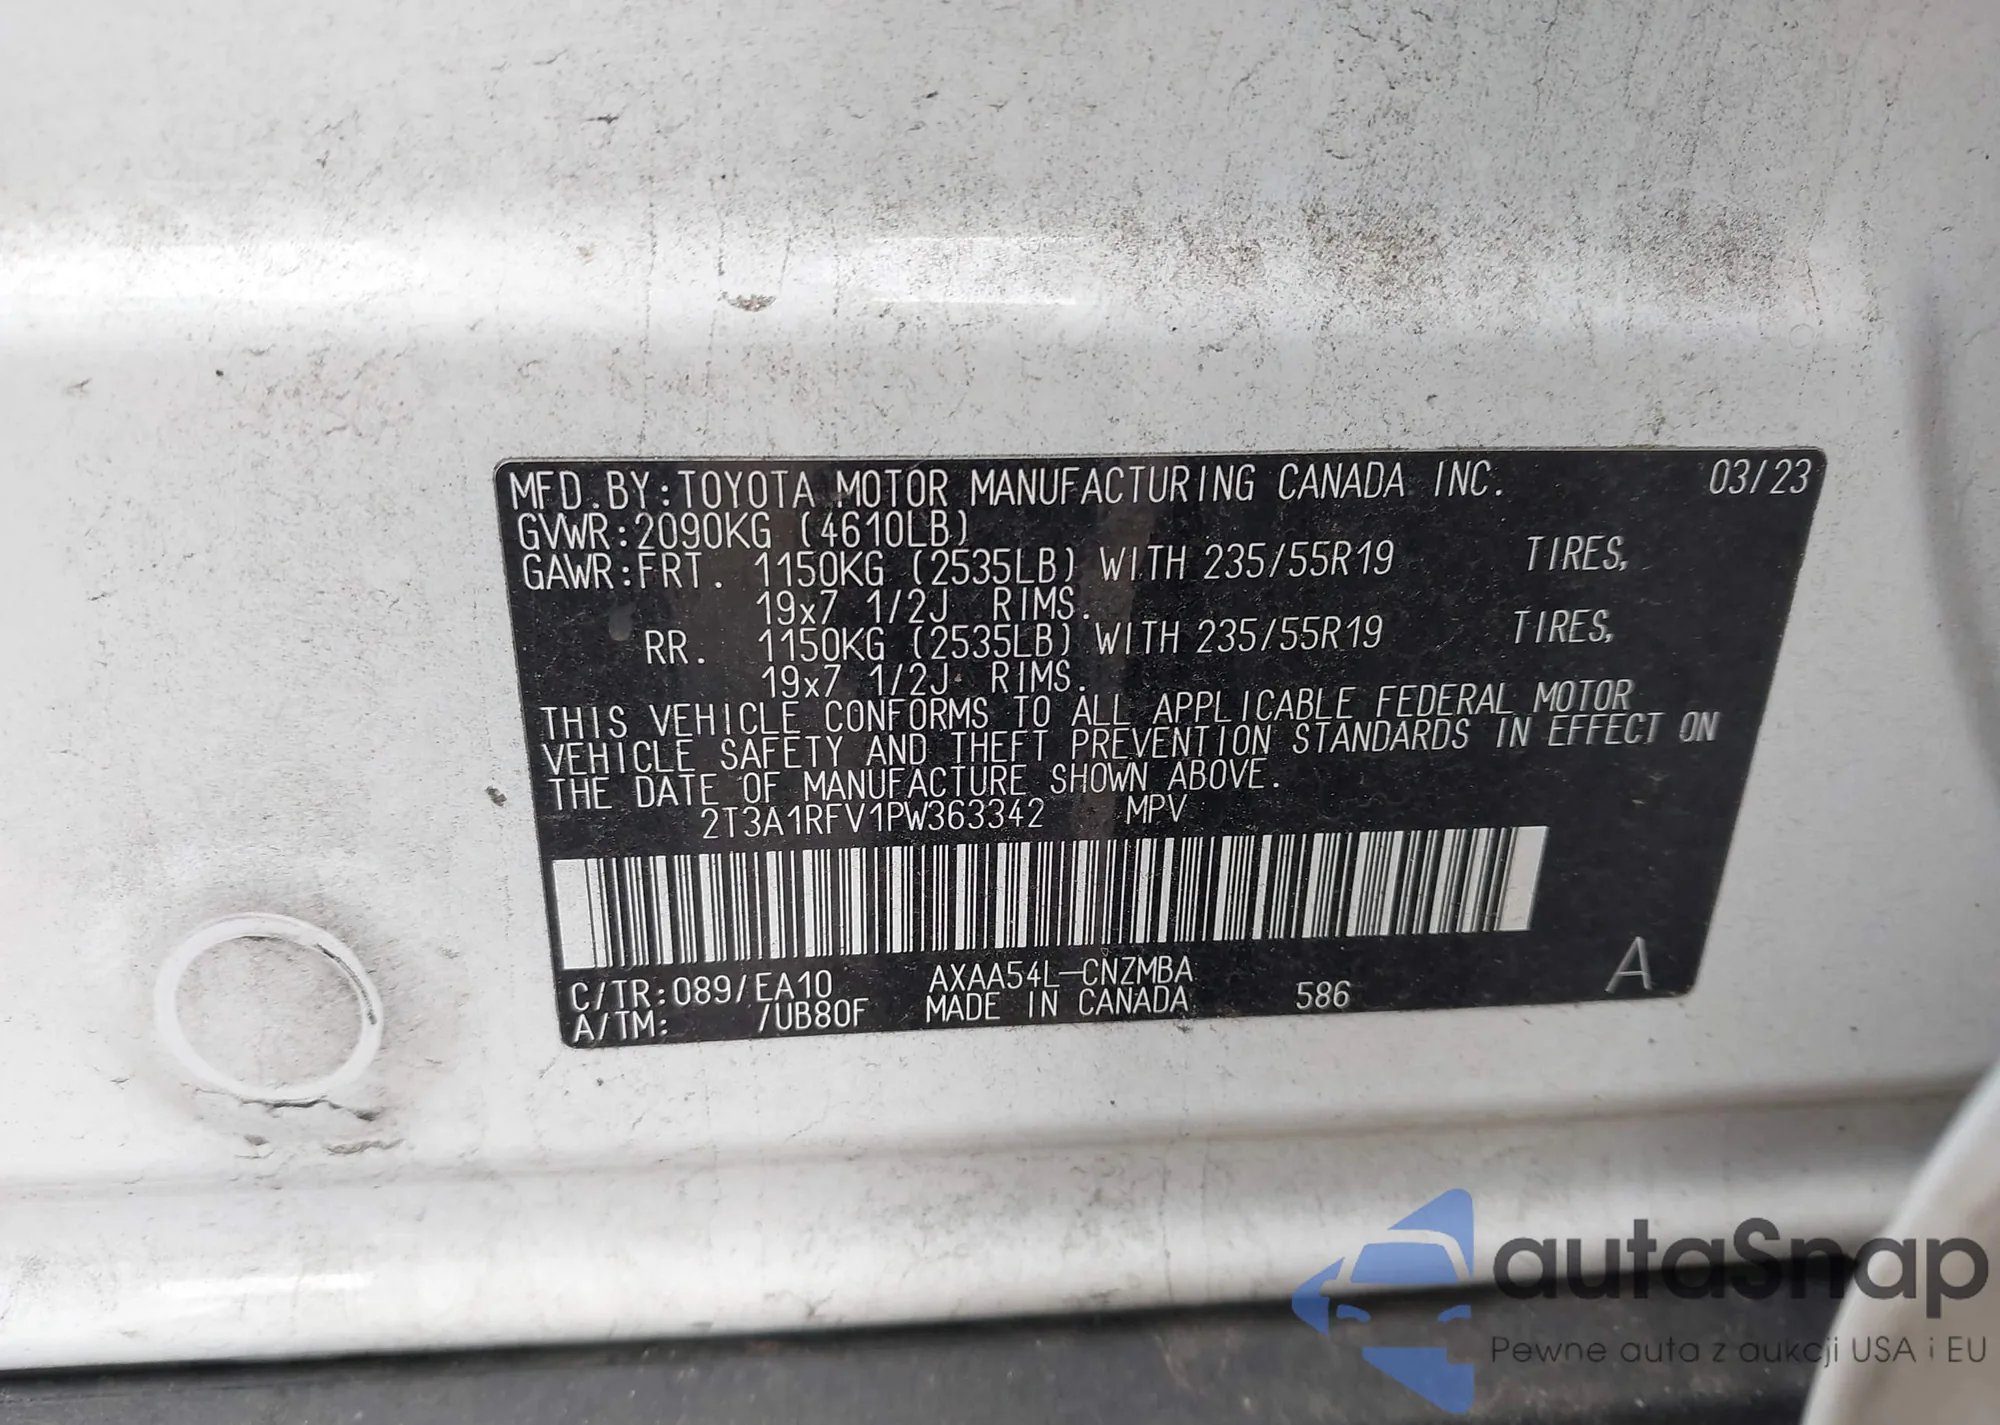 MFD.BY:TOYOTA MOTOR MANUFACTURING CANADA INC. 03/23
GVWR:2090KG (4610LB)
GAWR:FRT. 1150KG (2535LB) WITH 235/55R19 TIRES,
19x7 1/2J RIMS.
RR. 1150KG (2535LB) WITH 235/55R19 TIRES,
19x7 1/2J RIMS.
THIS VEHICLE CONFORMS TO ALL APPLICABLE FEDERAL MOTOR
VEHICLE SAFETY AND THEFT PREVENTION STANDARDS IN EFFECT ON
THE DATE OF MANUFACTURE SHOWN ABOVE.
2T3A1RFV1PW363342 MPV
C/TR:089/EA10 AXAA54L-CNZMBA
A/TM: /UB80F MADE IN CANADA 586 A
autaSnap
Pewne auta z aukcji USA i EU